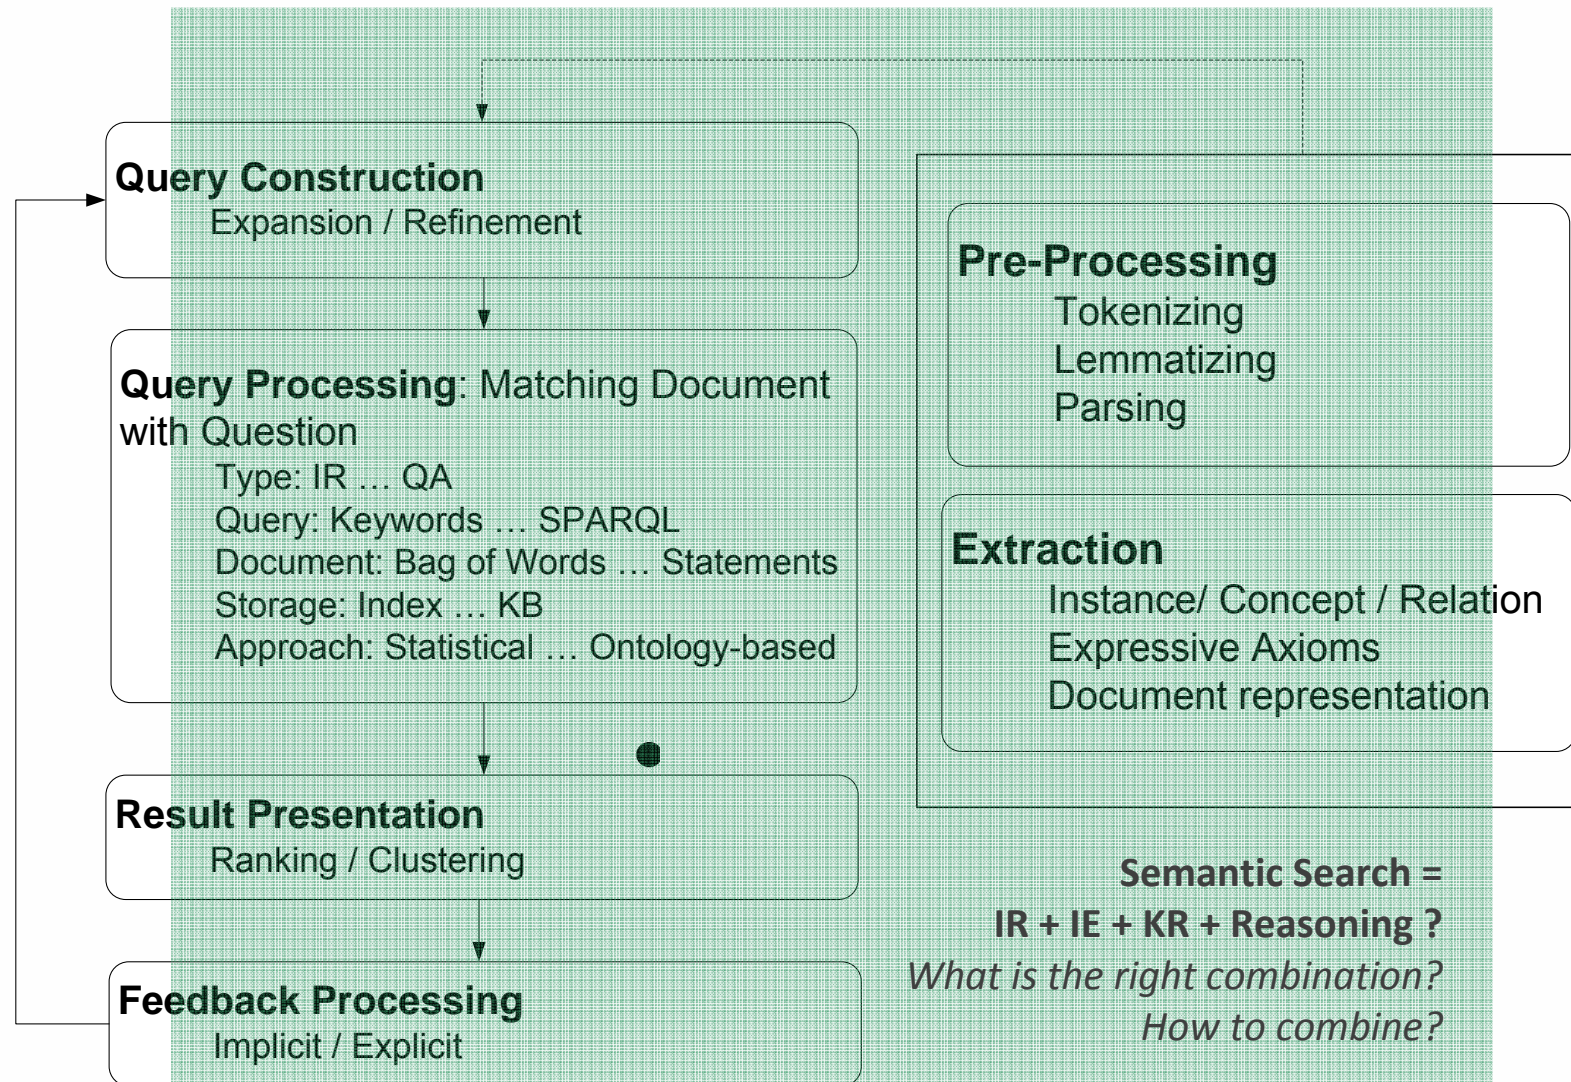 Query Construction
Expansion / Refinement
Query Processing: Matching Document
with Question
Type: IR … QA
Query: Keywords … SPARQL
Document: Bag of Words … Statements
Storage: Index … KB
Approach: Statistical … Ontology-based
Result Presentation
Ranking / Clustering
Feedback Processing
Implicit / Explicit
Pre-Processing
Tokenizing
Lemmatizing
Parsing
Extraction
Instance/ Concept / Relation
Expressive Axioms
Document representation
Semantic Search =
IR + IE + KR + Reasoning ?
What is the right combination?
How to combine?